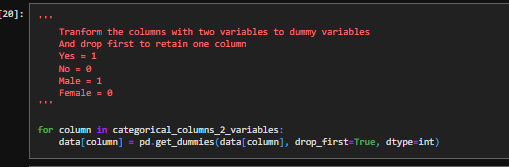 [20]:
'''
Tranform the columns with two variables to dummy variables
And drop first to retain one column
Yes = 1
No = 0
Male = 1
Female = 0
'''
for column in categorical_columns_2_variables:
data[column] = pd.get_dummies(data[column], drop_first=True, dtype=int)